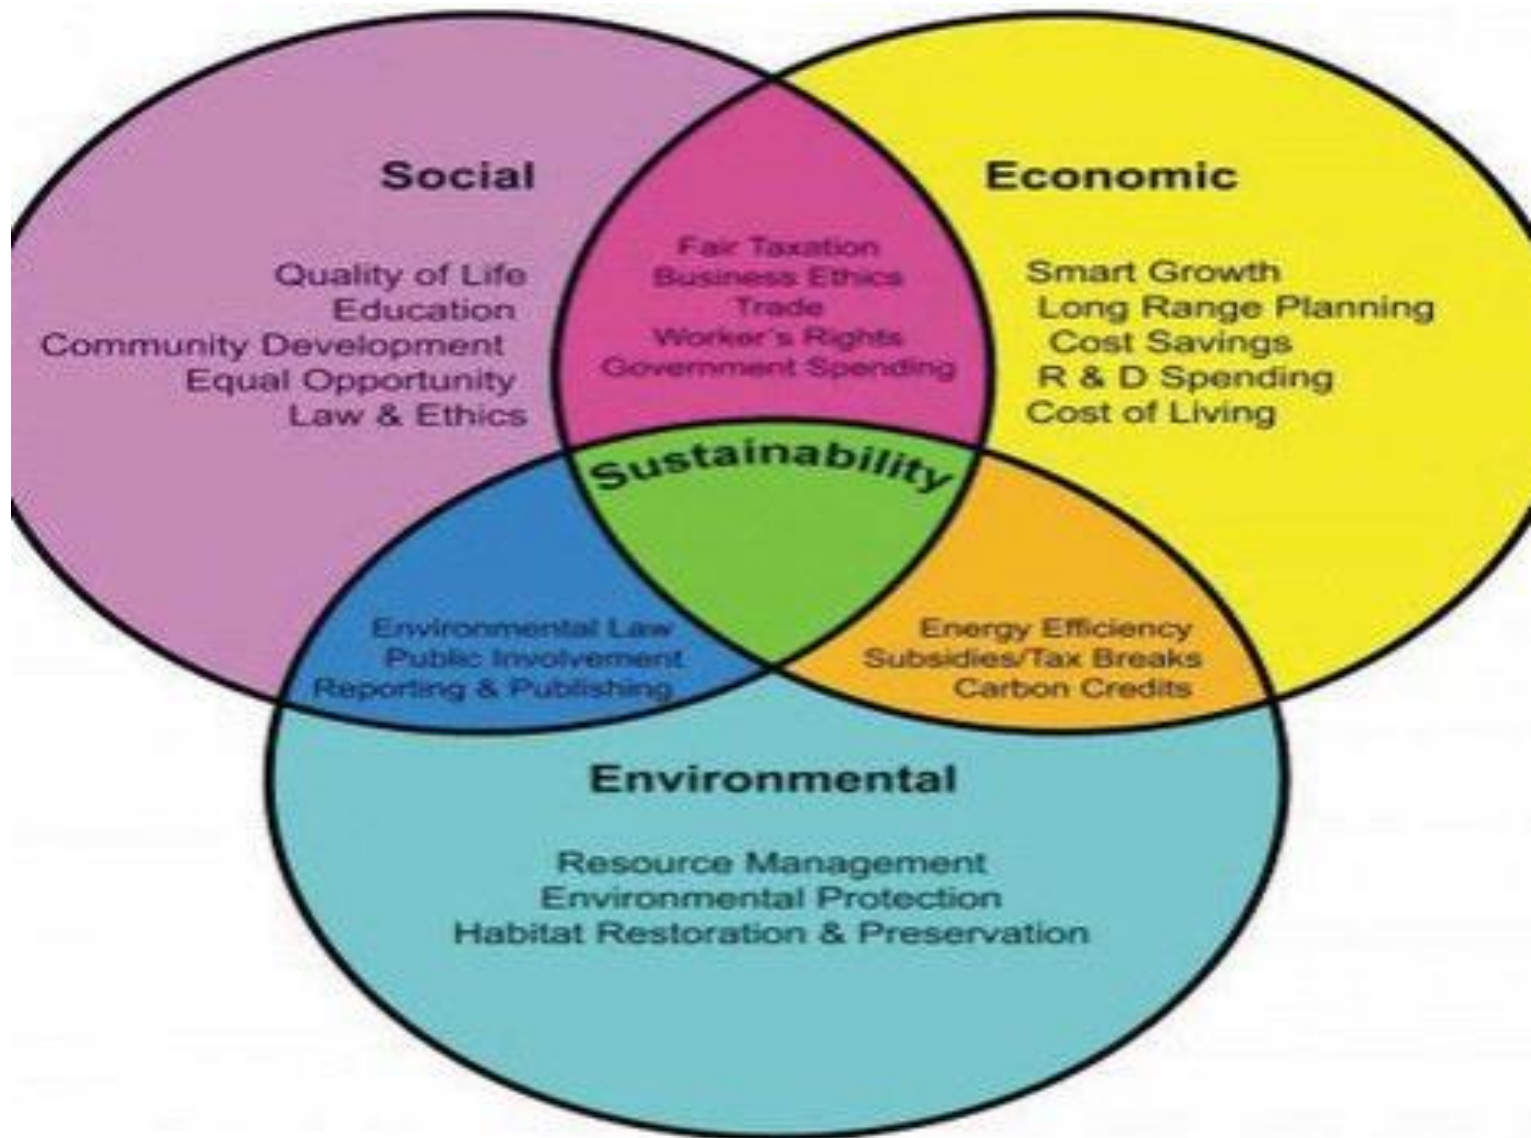 Social
Quality of Life
Education
Community Development
Equal Opportunity
Law & Ethics
Fair Taxation
Business Ethics
Trade
Worker's Rights
Government Spending
Economic
Smart Growth
Long Range Planning
Cost Savings
R & D Spending
Cost of Living
Sustainability
Environmental Law
Public Involvement
Reporting & Publishing
Energy Efficiency
Subsidies/Tax Breaks
Carbon Credits
Environmental
Resource Management
Environmental Protection
Habitat Restoration & Preservation